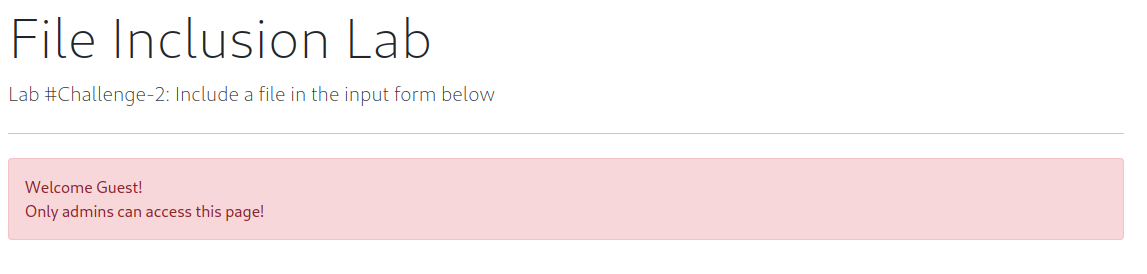 File Inclusion Lab
Lab #Challenge-2: Include a file in the input form below
Welcome Guest!
Only admins can access this page!